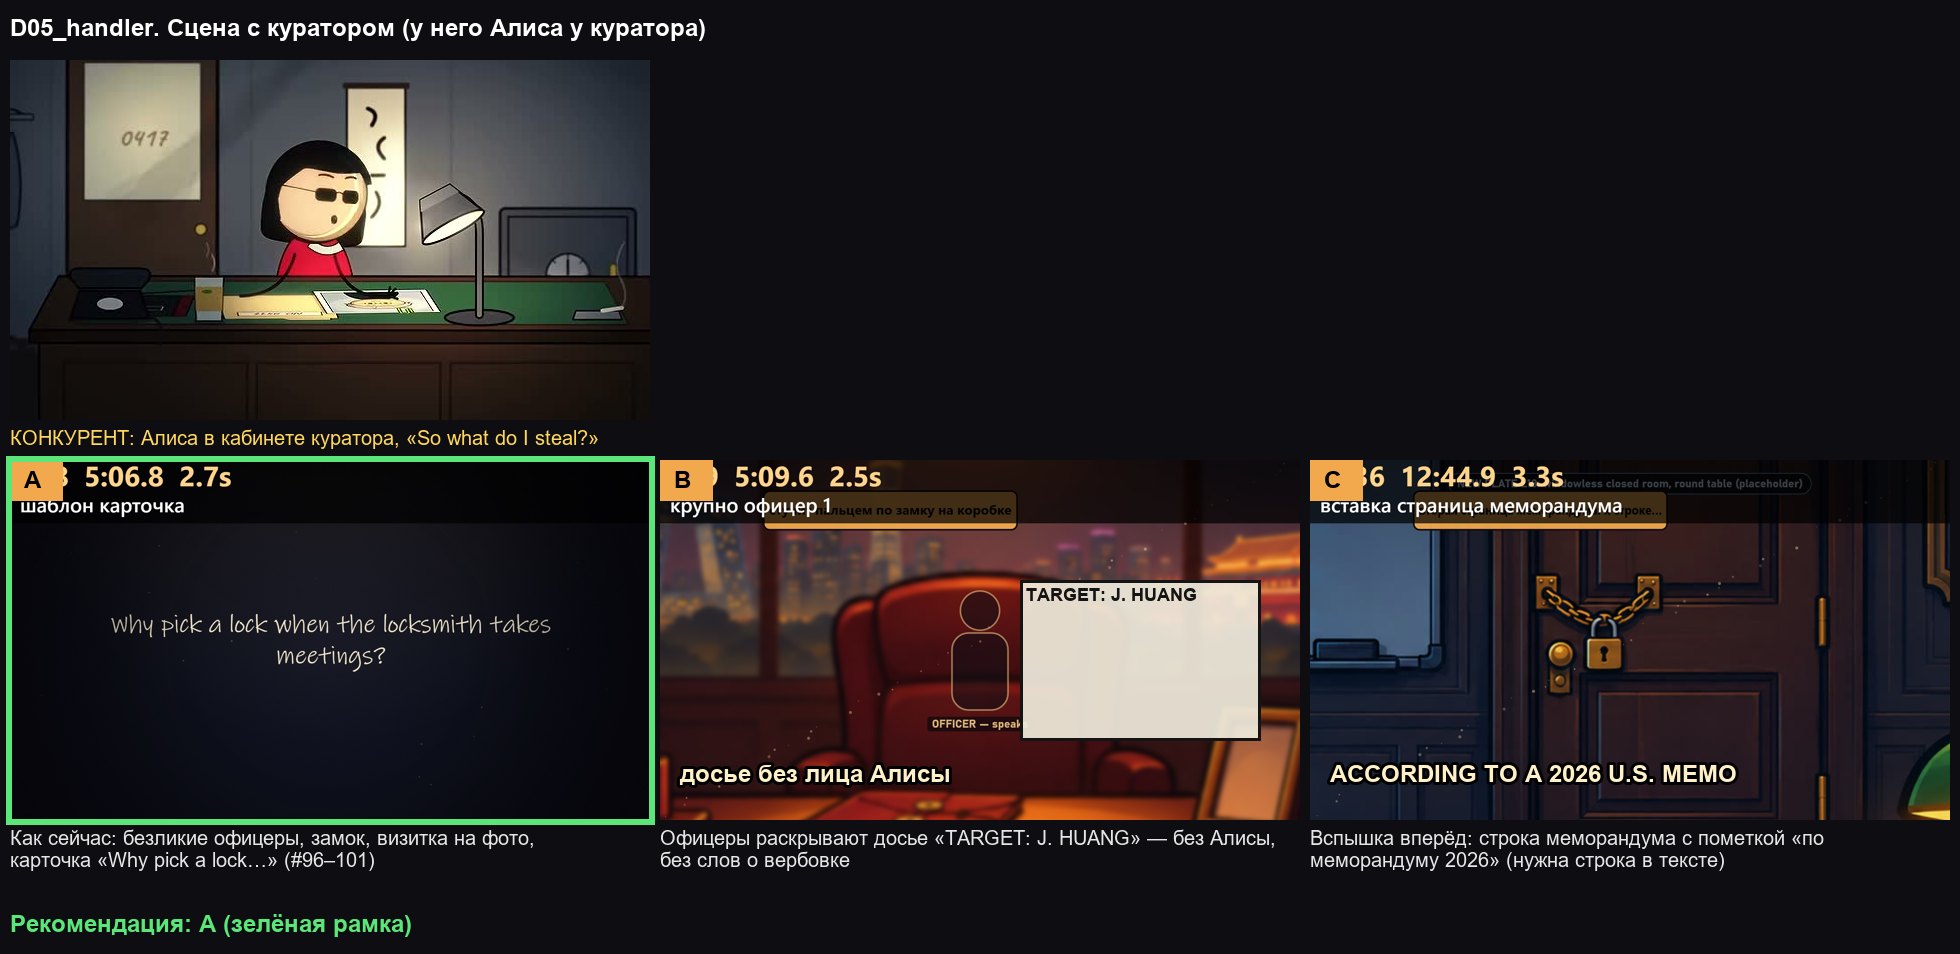 D05_handler. Сцена с куратором (у него Алиса у куратора)
0417
КОНКУРЕНТ: Алиса в кабинете куратора, «So what do I steal?»
A 5:06.8 2.7s
шаблон карточка
Why pick a lock when the locksmith takes
meetings?
Как сейчас: безликие офицеры, замок, визитка на фото,
карточка «Why pick a lock…» (#96–101)
B 5:09.6 2.5s
крупно офицер 1
пальцем по замку на коробке
TARGET: J. HUANG
OFFICER — speak
досье без лица Алисы
Офицеры раскрывают досье «TARGET: J. HUANG» — без Алисы,
без слов о вербовке
C 36 12:44.9 3.3s
dowless closed room, round table (placeholder)
вставка страница меморандума
ACCORDING TO A 2026 U.S. MEMO
Вспышка вперёд: строка меморандума с пометкой «по
меморандуму 2026» (нужна строка в тексте)
Рекомендация: A (зелёная рамка)